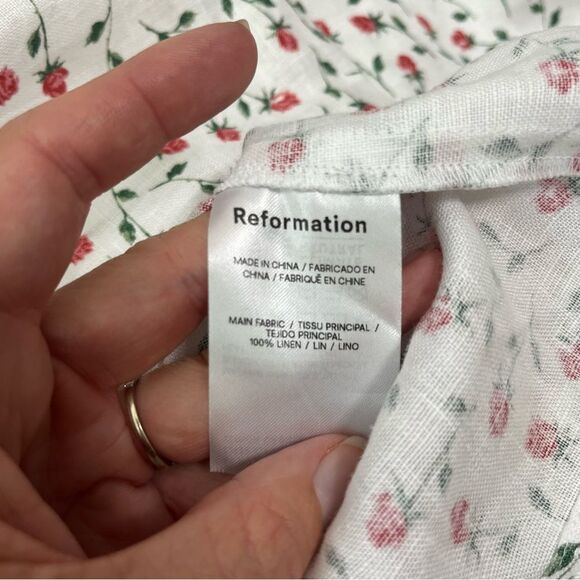 Reformation
MADE IN CHINA / FABRICADO EN
CHINA / FABRIQUÉ EN CHINE
MAIN FABRIC / TISSU PRINCIPAL /
TEJIDO PRINCIPAL
100% LINEN / LIN / LINO